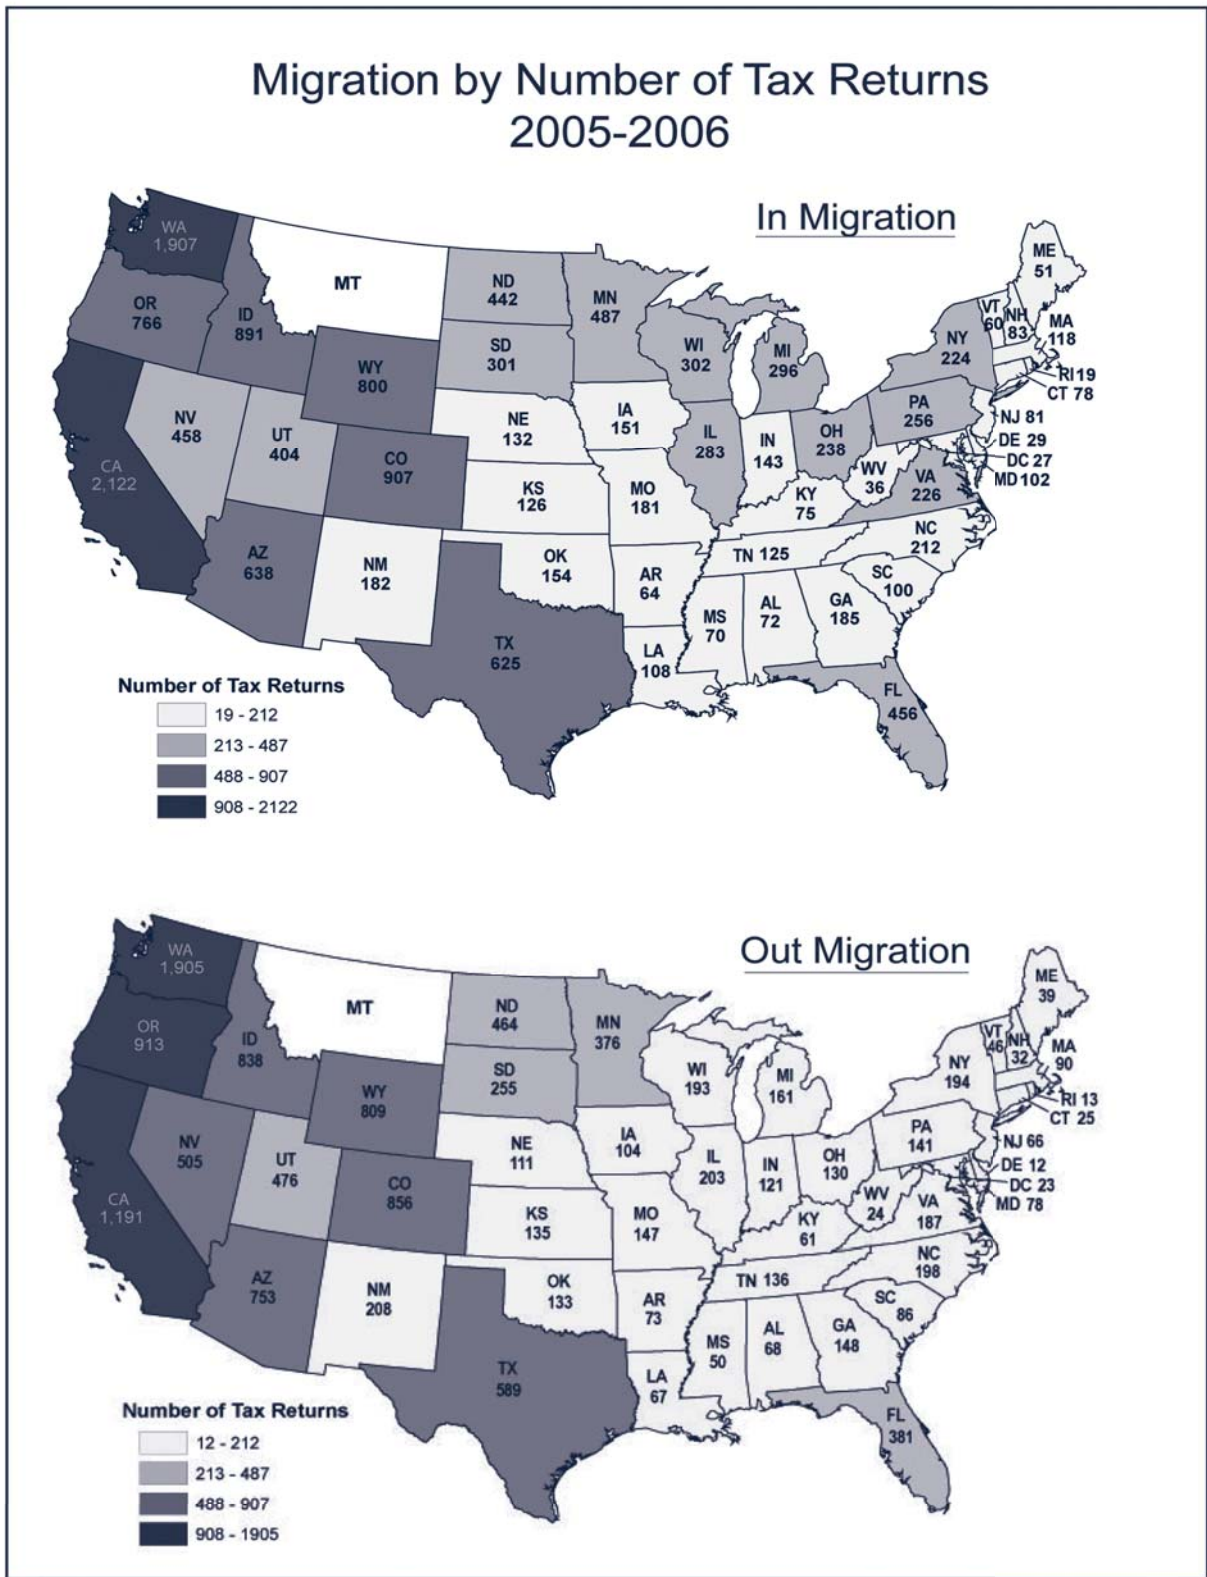 Migration by Number of Tax Returns
2005-2006
In Migration
WA
1,907
MT
ND
442
MN
487
ME
51
OR
766
ID
891
VT
60
NH
83
MA
118
SD
301
WI
302
MI
296
NY
224
WY
800
RI 19
CT 78
NV
458
UT
404
NE
132
IA
151
PA
256
NJ 81
CO
907
IL
283
IN
143
OH
238
DE 29
DC 27
MD 102
CA
2,122
KS
126
MO
181
WV
36
VA
226
KY
75
AZ
638
NM
182
OK
154
TN 125
NC
212
AR
64
SC
100
MS
70
AL
72
GA
185
TX
625
LA
108
FL
456
Number of Tax Returns
19 - 212
213 - 487
488 - 907
908 - 2122
Out Migration
WA
1,905
MT
ND
464
MN
376
ME
39
OR
913
ID
838
VT
46
NH
32
MA
90
SD
255
WI
193
MI
161
NY
194
WY
809
RI 13
CT 25
NV
505
UT
476
NE
111
IA
104
PA
141
NJ 66
CO
856
IL
203
IN
121
OH
130
DE 12
DC 23
MD 78
CA
1,191
KS
135
MO
147
WV
24
VA
187
KY
61
AZ
753
NM
208
OK
133
TN 136
NC
198
AR
73
SC
86
MS
50
AL
68
GA
148
TX
589
LA
67
FL
381
Number of Tax Returns
12 - 212
213 - 487
488 - 907
908 - 1905